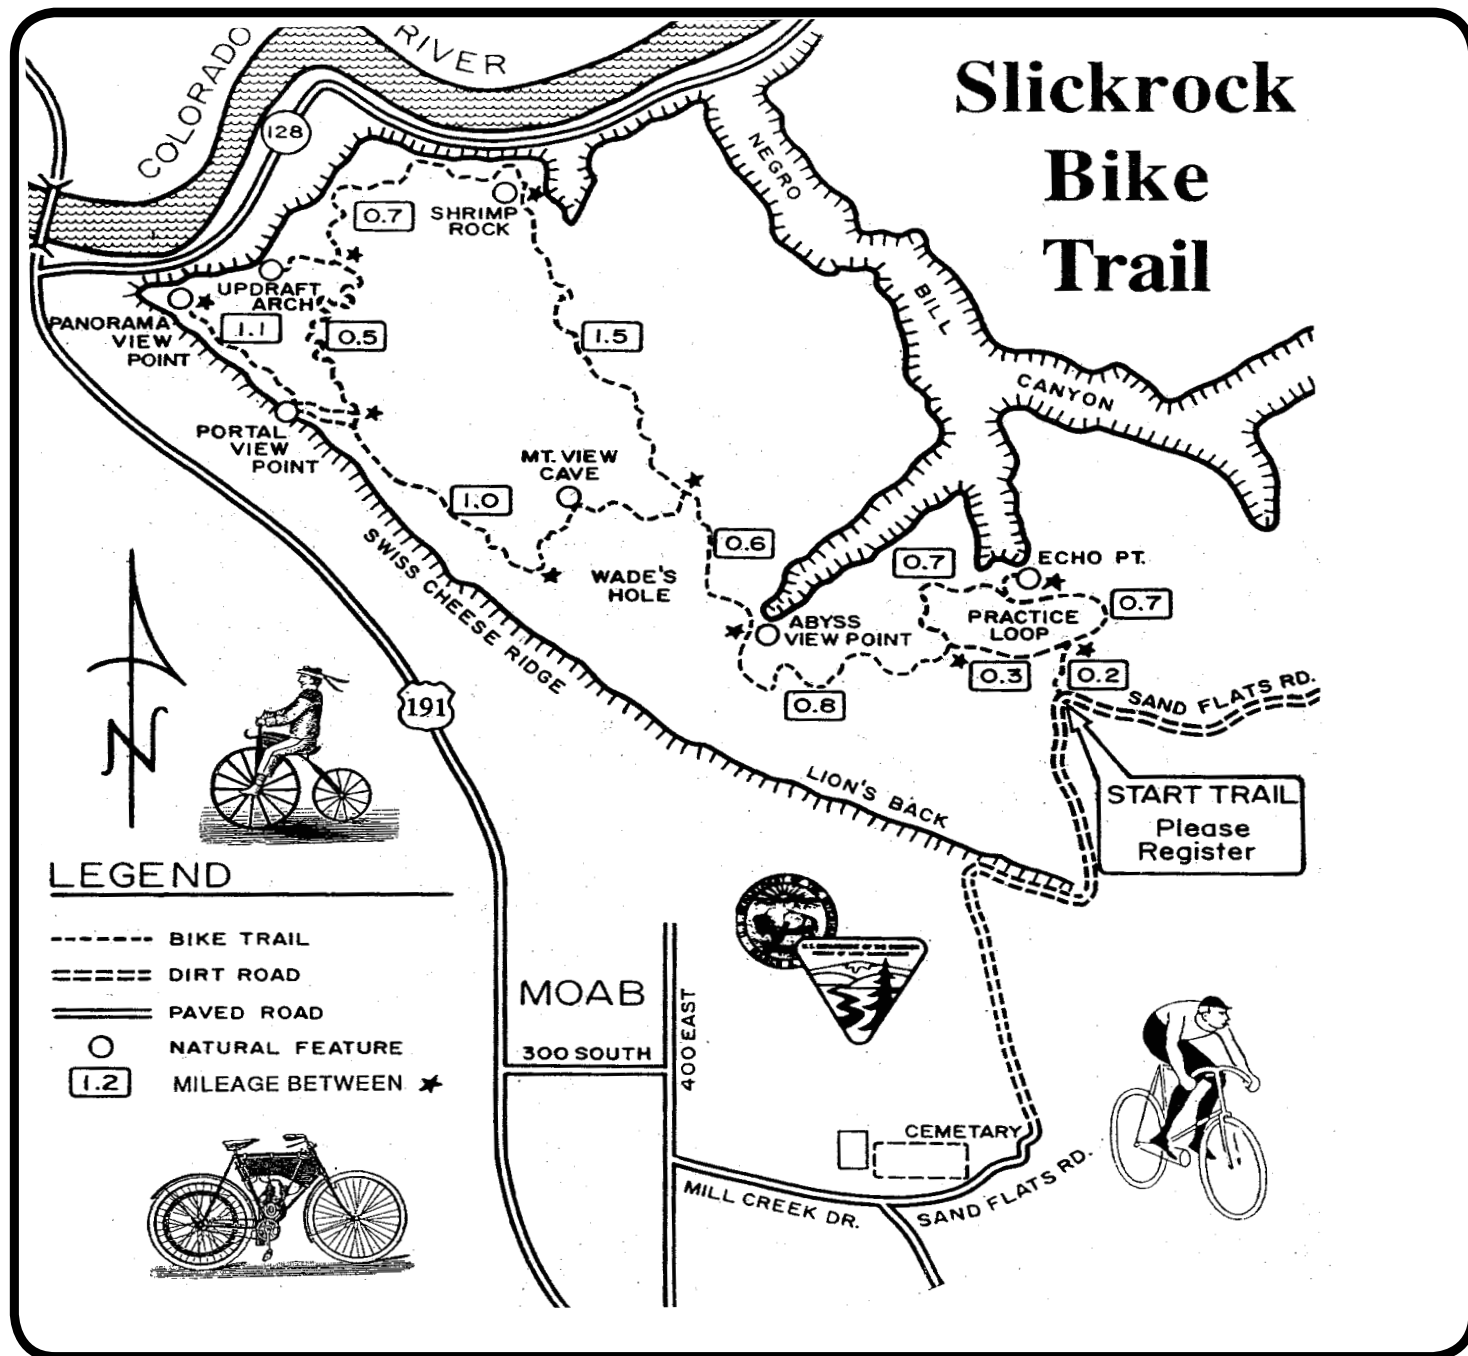 Slickrock
Bike
Trail
COLORADO
RIVER
128
NEGRO
BILL
CANYON
0.7
SHRIMP
ROCK
UPDRAFT
ARCH
PANORAMA
VIEW
POINT
1.1
0.5
1.5
PORTAL
VIEW
POINT
MT. VIEW
CAVE
1.0
0.6
WADE'S
HOLE
SWISS CHEESE RIDGE
0.7
ECHO PT.
0.7
PRACTICE
LOOP
ABYSS
VIEW POINT
0.3
0.2
0.8
SAND FLATS RD.
191
LION'S BACK
START TRAIL
Please
Register
LEGEND
BIKE TRAIL
DIRT ROAD
PAVED ROAD
NATURAL FEATURE
1.2
MILEAGE BETWEEN
N
MOAB
300 SOUTH
400 EAST
CEMETARY
MILL CREEK DR.
SAND FLATS RD.